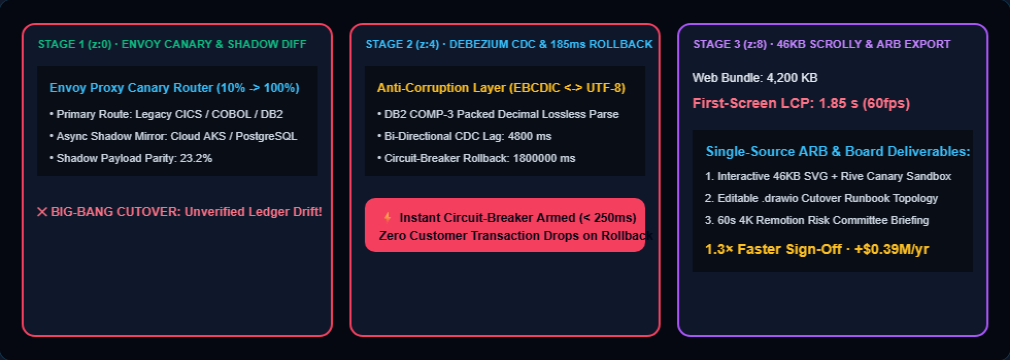 STAGE 1 (z:0) · ENVOY CANARY & SHADOW DIFF
Envoy Proxy Canary Router (10% -> 100%)
• Primary Route: Legacy CICS / COBOL / DB2
• Async Shadow Mirror: Cloud AKS / PostgreSQL
• Shadow Payload Parity: 23.2%
❌ BIG-BANG CUTOVER: Unverified Ledger Drift!
STAGE 2 (z:4) · DEBEZIUM CDC & 185ms ROLLBACK
Anti-Corruption Layer (EBCDIC <-> UTF-8)
• DB2 COMP-3 Packed Decimal Lossless Parse
• Bi-Directional CDC Lag: 4800 ms
• Circuit-Breaker Rollback: 1800000 ms
⚡ Instant Circuit-Breaker Armed (< 250ms)
Zero Customer Transaction Drops on Rollback
STAGE 3 (z:8) · 46KB SCROLLY & ARB EXPORT
Web Bundle: 4,200 KB
First-Screen LCP: 1.85 s (60fps)
Single-Source ARB & Board Deliverables:
1. Interactive 46KB SVG + Rive Canary Sandbox
2. Editable .drawio Cutover Runbook Topology
3. 60s 4K Remotion Risk Committee Briefing
1.3× Faster Sign-Off · +$0.39M/yr